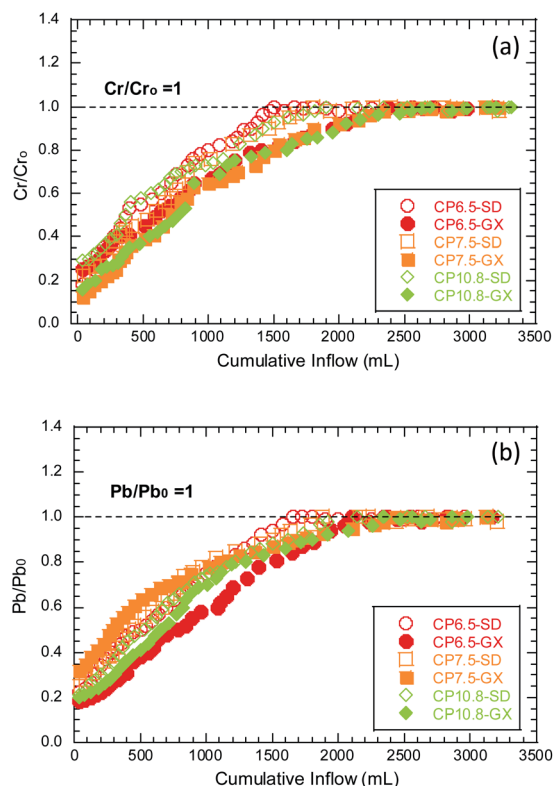 (a)
Cr/Cr₀ =1
1.4
1.2
1.0
0.8
0.6
0.4
0.2
0.0
Cr/Cr₀
CP6.5-SD
CP6.5-GX
CP7.5-SD
CP7.5-GX
CP10.8-SD
CP10.8-GX
0 500 1000 1500 2000 2500 3000 3500
Cumulative Inflow (mL)
(b)
Pb/Pb₀ =1
1.4
1.2
1.0
0.8
0.6
0.4
0.2
0.0
Pb/Pb₀
CP6.5-SD
CP6.5-GX
CP7.5-SD
CP7.5-GX
CP10.8-SD
CP10.8-GX
0 500 1000 1500 2000 2500 3000 3500
Cumulative Inflow (mL)